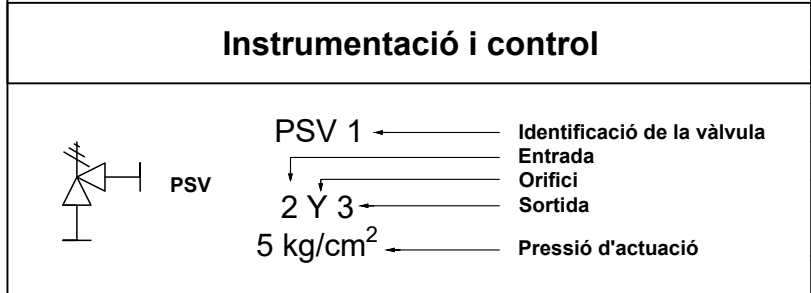 Instrumentació i control
PSV
PSV 1
2 Y 3
5 kg/cm²
Identificació de la vàlvula
Entrada
Orifici
Sortida
Pressió d'actuació